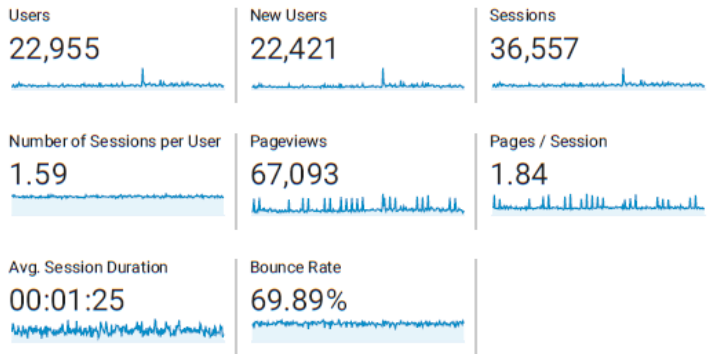 Users
22,955
New Users
22,421
Sessions
36,557
Number of Sessions per User
1.59
Pageviews
67,093
Pages / Session
1.84
Avg. Session Duration
00:01:25
Bounce Rate
69.89%